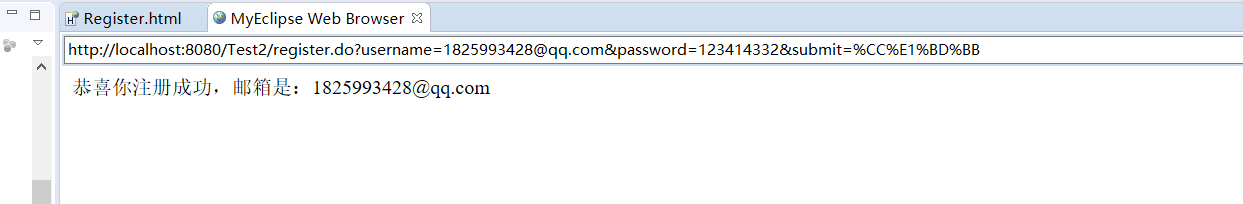 Register.html
MyEclipse Web Browser
http://localhost:8080/Test2/register.do?username=1825993428@qq.com&password=123414332&submit=%CC%E1%BD%BB
恭喜你注册成功，邮箱是：1825993428@qq.com